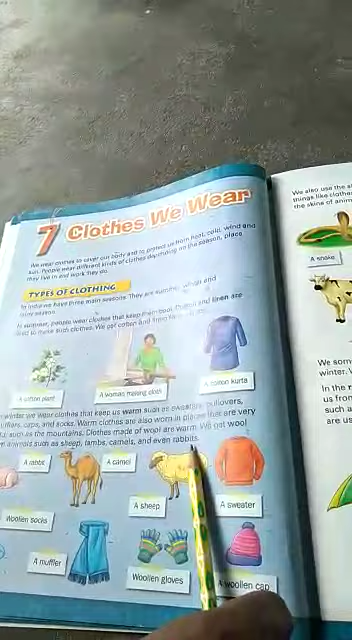 7 Clothes We Wear
We wear clothes to cover our body and to protect us from heat, cold, wind and
sun. People wear different kinds of clothes depending on the season, place
they live in and work they do.
TYPES OF CLOTHING
In India we have three main seasons. They are summer, winter and
rainy season.
In summer, people wear clothes that keep them cool. Cotton and linen are
used to make such clothes. We get cotton and linen from
A cotton plant
A woman making cloth
A cotton kurta
winter we wear clothes that keep us warm such as sweaters, pullovers,
mufflers, caps, and socks. Warm clothes are also worn in places that are very
such as the mountains. Clothes made of wool are warm. We get wool
animals such as sheep, lambs, camels, and even rabbits.
A rabbit
A camel
A sheep
A sweater
Woollen socks
A muffler
Woollen gloves
A woollen cap
We also use the
things like clothes
the skins of anim
A snake
We som
winter. W
In the r
us from
such a
are us